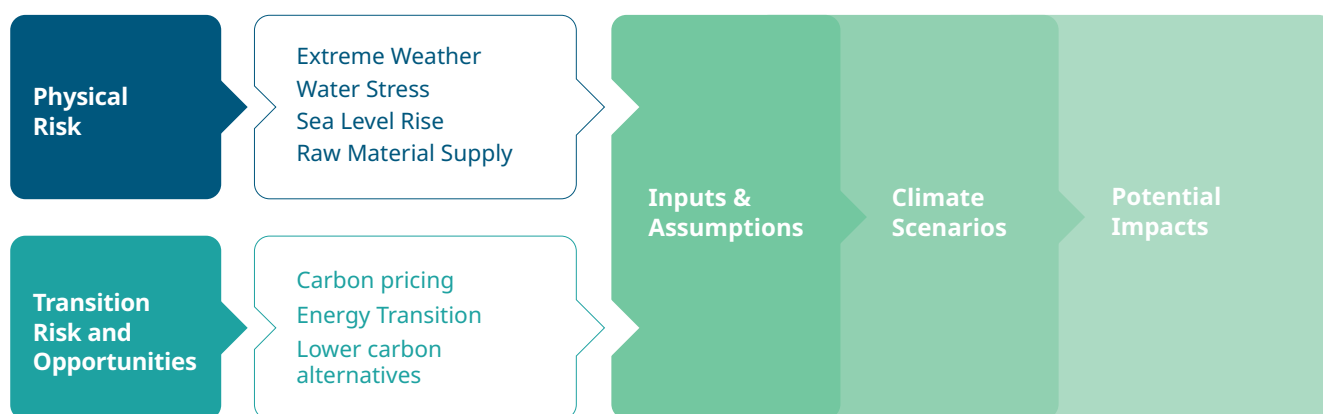 Physical
Risk
Extreme Weather
Water Stress
Sea Level Rise
Raw Material Supply
Transition
Risk and
Opportunities
Carbon pricing
Energy Transition
Lower carbon
alternatives
Inputs &
Assumptions
Climate
Scenarios
Potential
Impacts